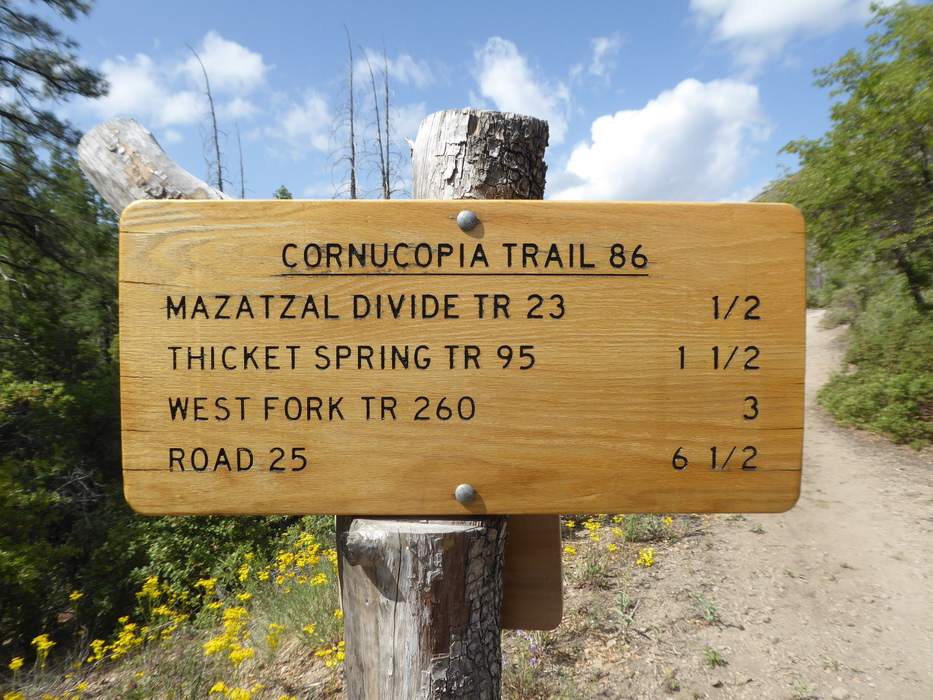 CORNUCOPIA TRAIL 86
MAZATZAL DIVIDE TR 23 1/2
THICKET SPRING TR 95 1 1/2
WEST FORK TR 260 3
ROAD 25 6 1/2